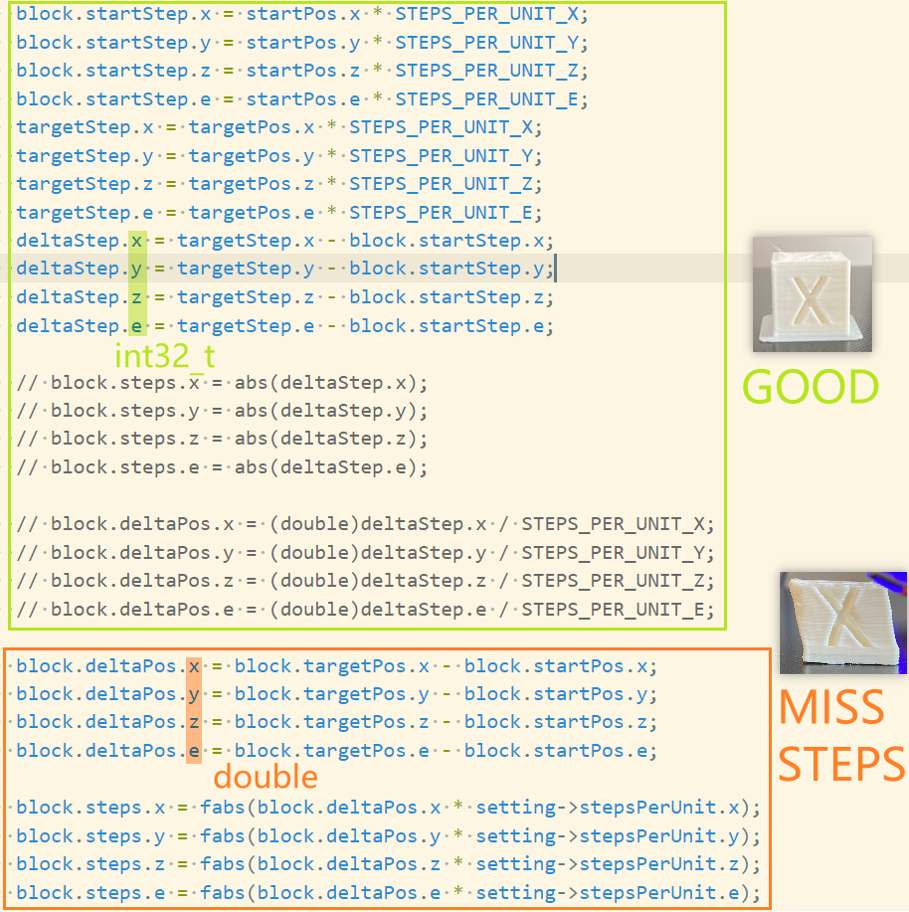 block.startStep.x = startPos.x * STEPS_PER_UNIT_X;
block.startStep.y = startPos.y * STEPS_PER_UNIT_Y;
block.startStep.z = startPos.z * STEPS_PER_UNIT_Z;
block.startStep.e = startPos.e * STEPS_PER_UNIT_E;
targetStep.x = targetPos.x * STEPS_PER_UNIT_X;
targetStep.y = targetPos.y * STEPS_PER_UNIT_Y;
targetStep.z = targetPos.z * STEPS_PER_UNIT_Z;
targetStep.e = targetPos.e * STEPS_PER_UNIT_E;
deltaStep.x = targetStep.x - block.startStep.x;
deltaStep.y = targetStep.y - block.startStep.y;
deltaStep.z = targetStep.z - block.startStep.z;
deltaStep.e = targetStep.e - block.startStep.e;
int32_t
X
GOOD
// block.steps.x = abs(deltaStep.x);
// block.steps.y = abs(deltaStep.y);
// block.steps.z = abs(deltaStep.z);
// block.steps.e = abs(deltaStep.e);
// block.deltaPos.x = (double)deltaStep.x / STEPS_PER_UNIT_X;
// block.deltaPos.y = (double)deltaStep.y / STEPS_PER_UNIT_Y;
// block.deltaPos.z = (double)deltaStep.z / STEPS_PER_UNIT_Z;
// block.deltaPos.e = (double)deltaStep.e / STEPS_PER_UNIT_E;
block.deltaPos.x = block.targetPos.x - block.startPos.x;
block.deltaPos.y = block.targetPos.y - block.startPos.y;
block.deltaPos.z = block.targetPos.z - block.startPos.z;
block.deltaPos.e = block.targetPos.e - block.startPos.e;
double
X
MISS
STEPS
block.steps.x = fabs(block.deltaPos.x * setting->stepsPerUnit.x);
block.steps.y = fabs(block.deltaPos.y * setting->stepsPerUnit.y);
block.steps.z = fabs(block.deltaPos.z * setting->stepsPerUnit.z);
block.steps.e = fabs(block.deltaPos.e * setting->stepsPerUnit.e);